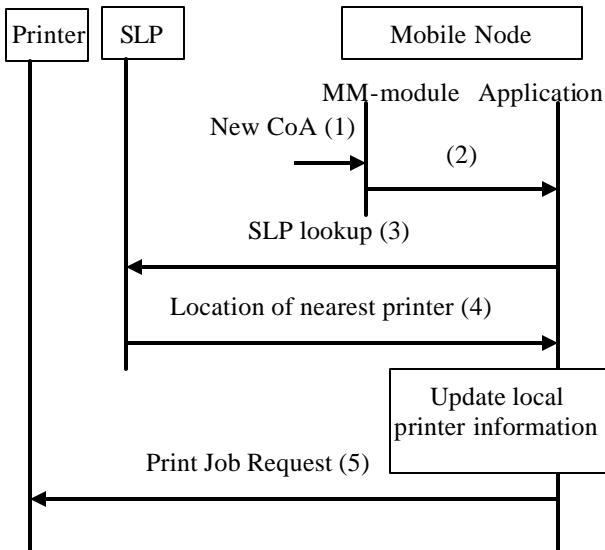 Printer
SLP
Mobile Node
MM-module
Application
New CoA (1)
(2)
SLP lookup (3)
Location of nearest printer (4)
Update local
printer information
Print Job Request (5)